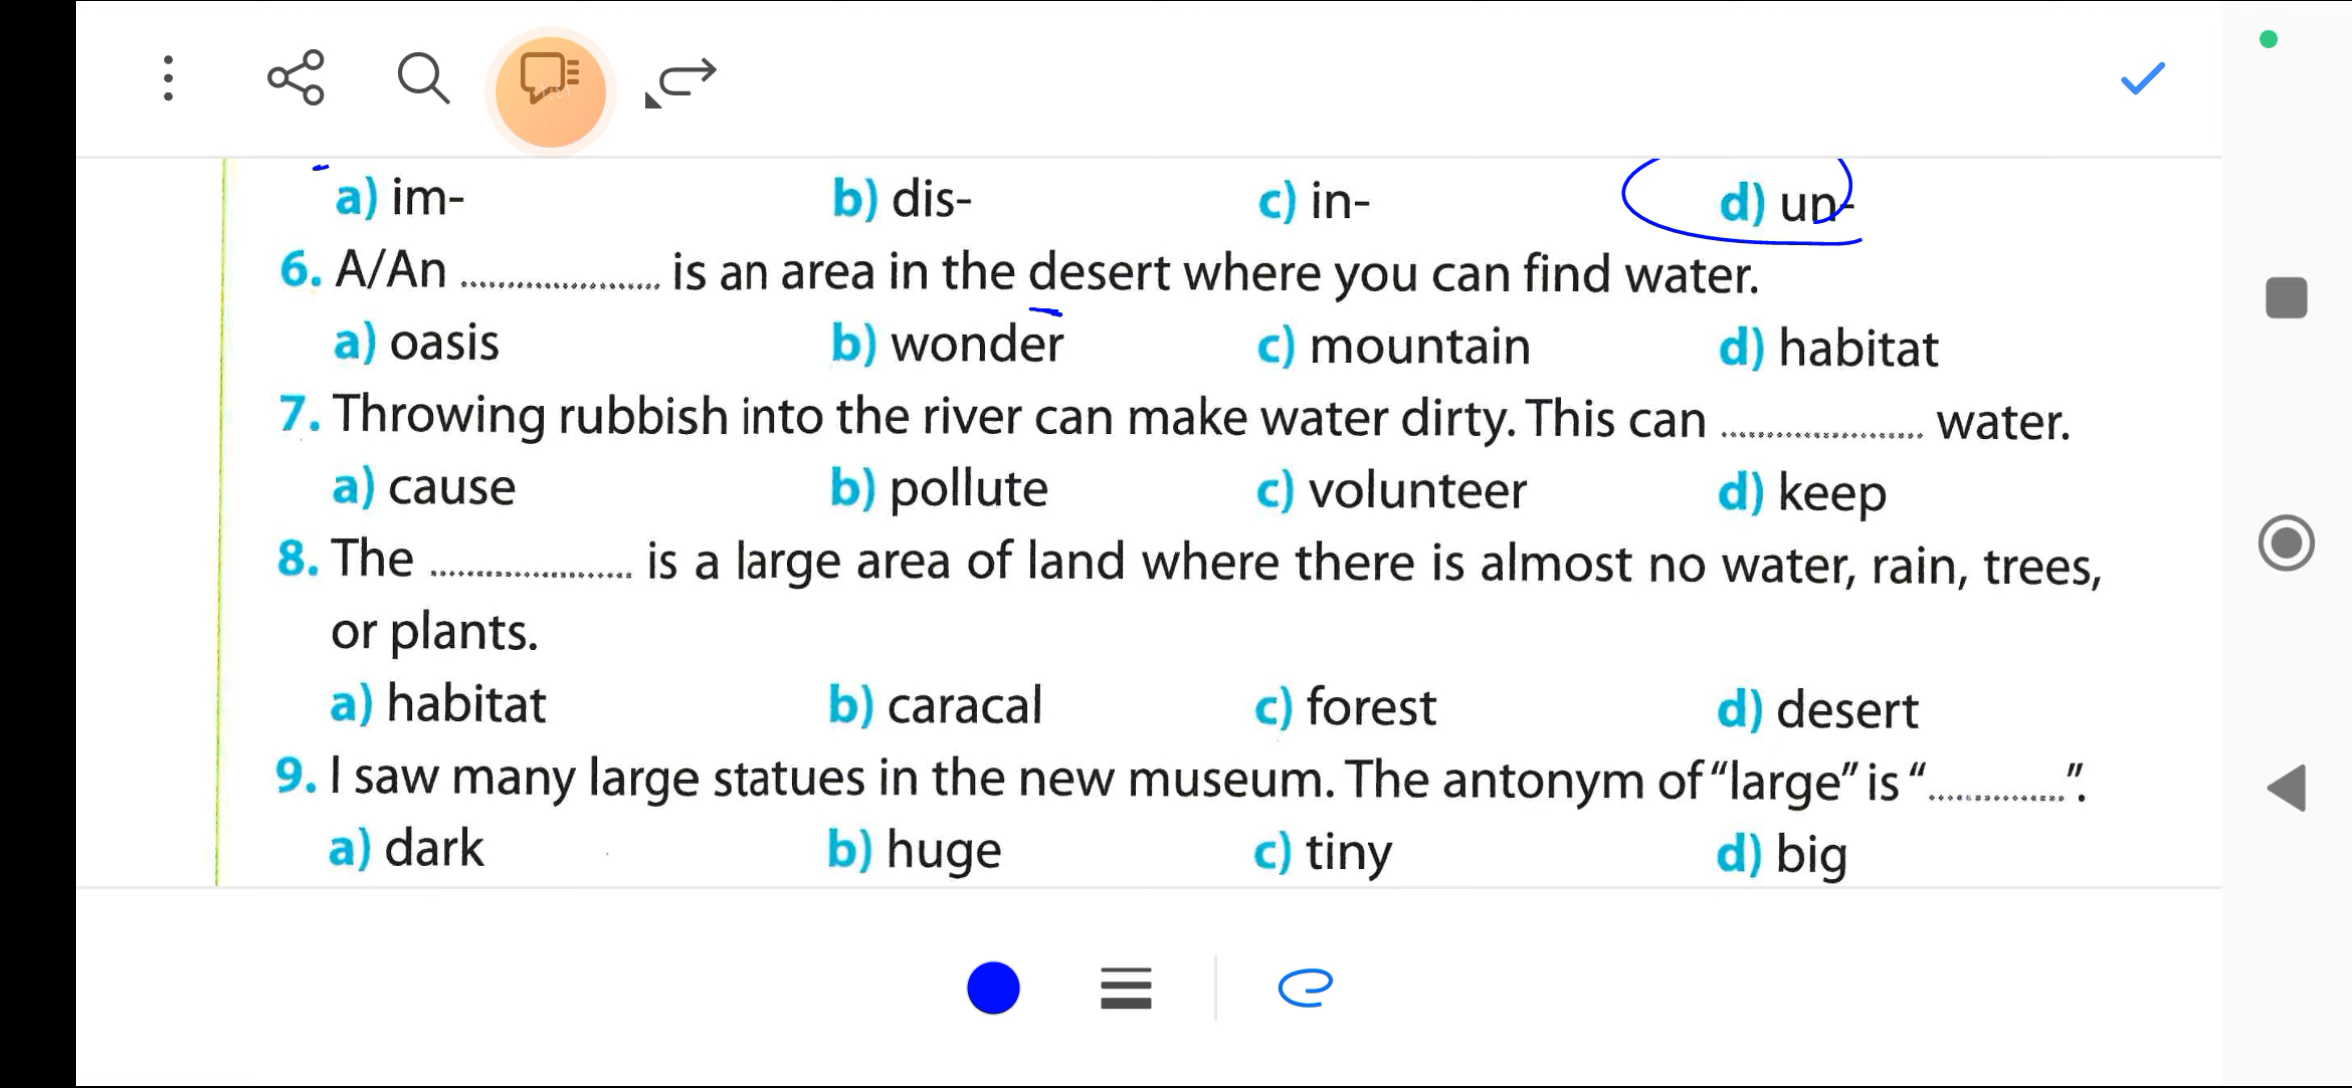 a) im- b) dis- c) in- d) un-
6. A/An .................... is an area in the desert where you can find water.
a) oasis b) wonder c) mountain d) habitat
7. Throwing rubbish into the river can make water dirty. This can .................... water.
a) cause b) pollute c) volunteer d) keep
8. The .................... is a large area of land where there is almost no water, rain, trees,
or plants.
a) habitat b) caracal c) forest d) desert
9. I saw many large statues in the new museum. The antonym of “large” is “..............”.
a) dark b) huge c) tiny d) big